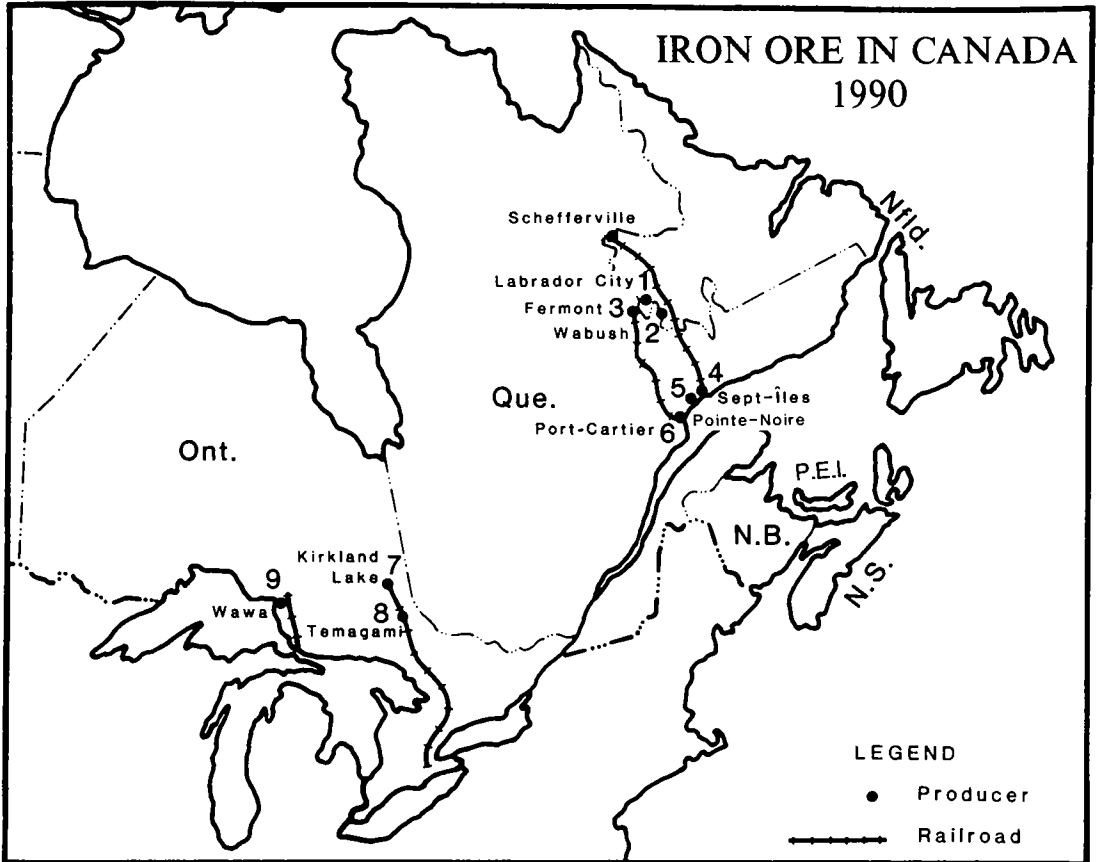 IRON ORE IN CANADA
1990
Nfld.
Schefferville
Labrador City 1
Fermont 3
Wabush 2
4
5 Sept-Îles
Que.
Port-Cartier 6 Pointe-Noire
Ont.
P.E.I.
N.B.
N.S.
Kirkland
Lake 7
9
Wawa
8
Temagami
LEGEND
Producer
Railroad